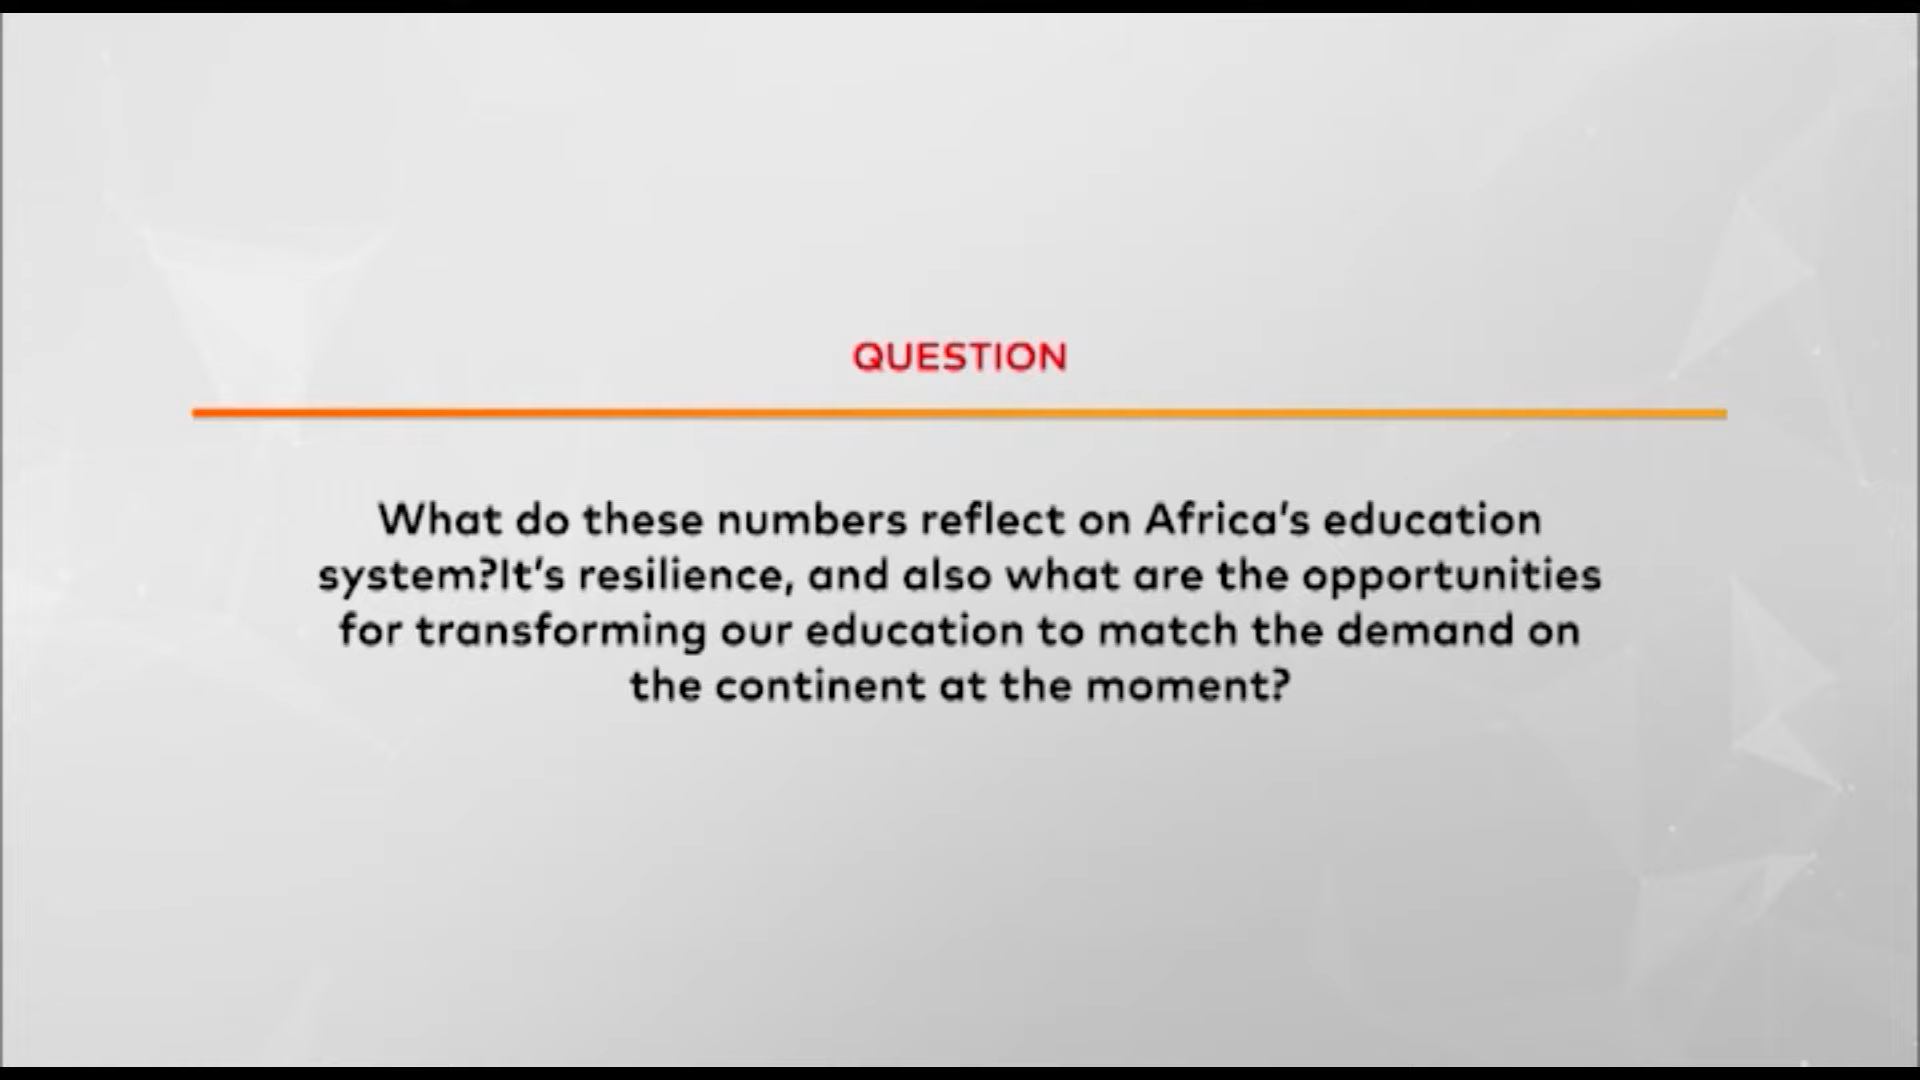 QUESTION
What do these numbers reflect on Africa's education
system?It's resilience, and also what are the opportunities
for transforming our education to match the demand on
the continent at the moment?